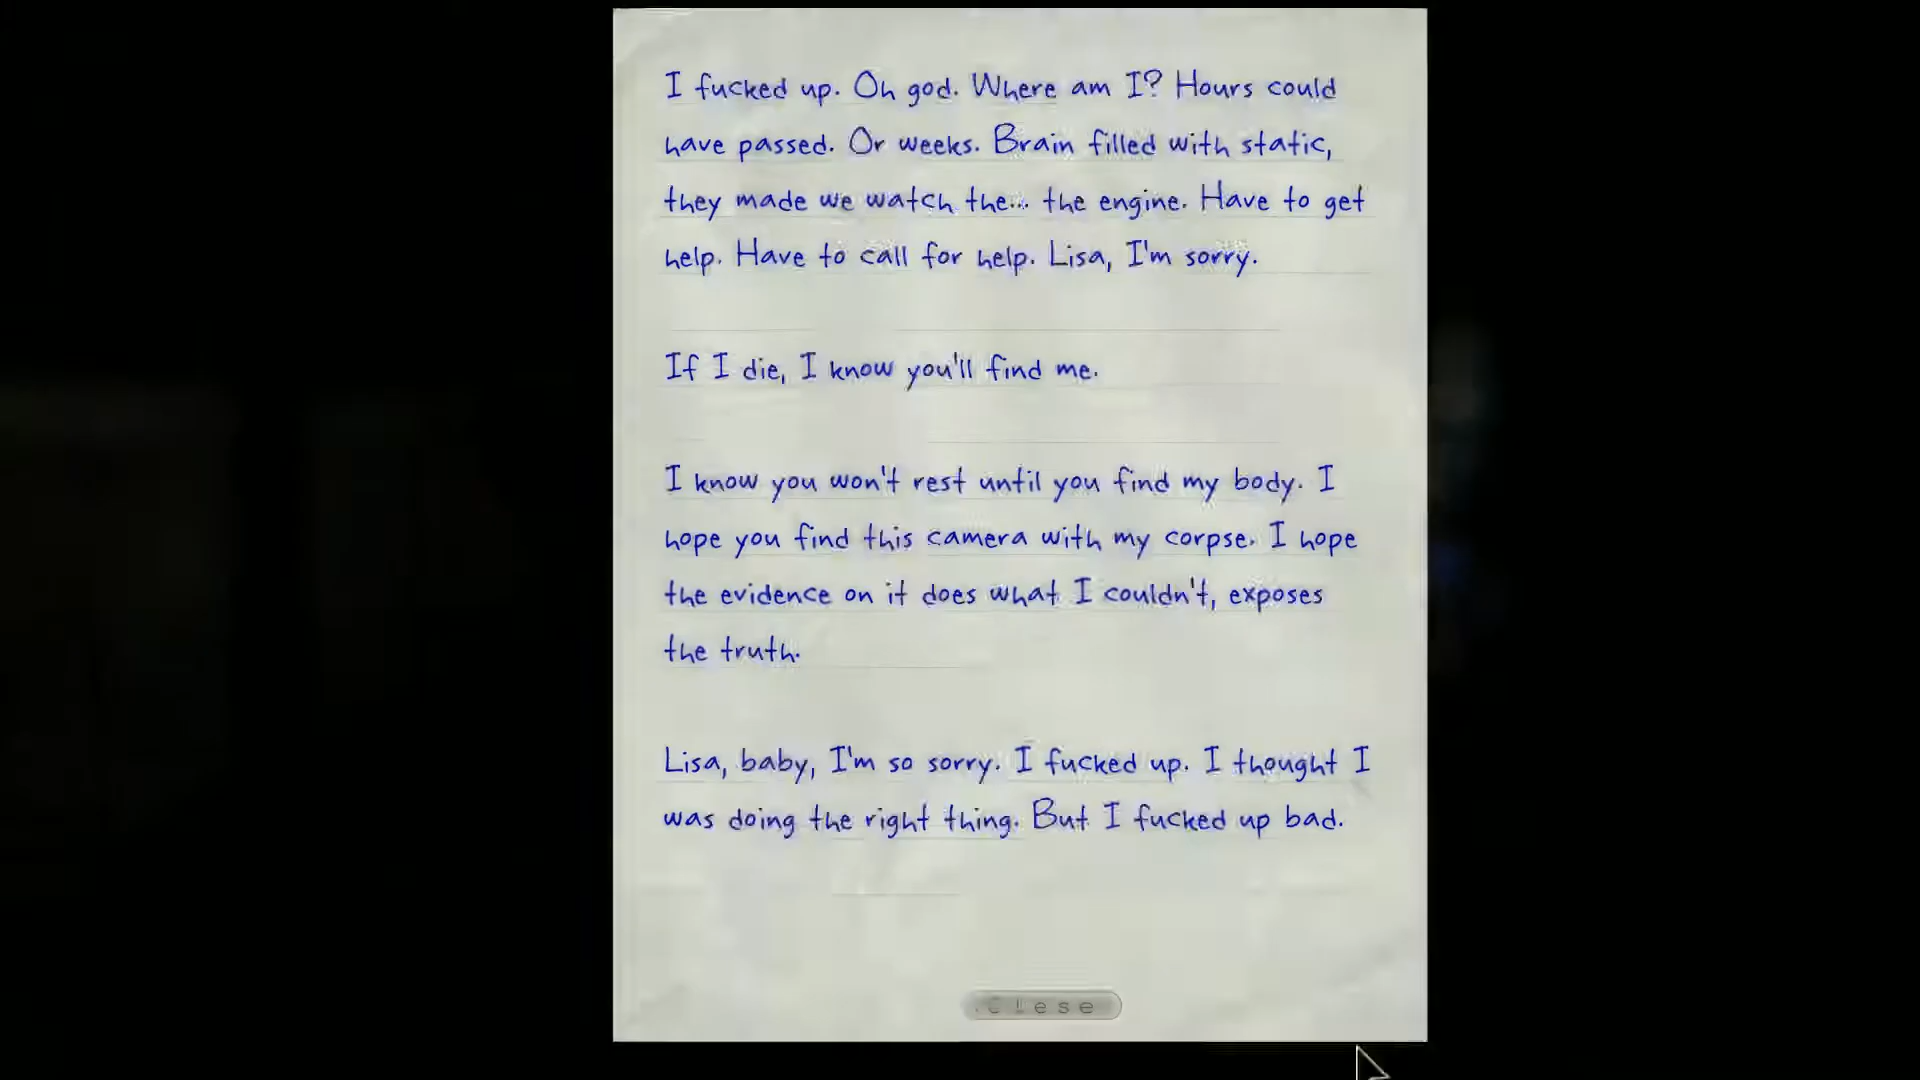 I fucked up. Oh god. Where am I? Hours could
have passed. Or weeks. Brain filled with static,
they made we watch the... the engine. Have to get
help. Have to call for help. Lisa, I'm sorry.
If I die, I know you'll find me.
I know you won't rest until you find my body. I
hope you find this camera with my corpse. I hope
the evidence on it does what I couldn't, exposes
the truth.
Lisa, baby, I'm so sorry. I fucked up. I thought I
was doing the right thing. But I fucked up bad.
Close